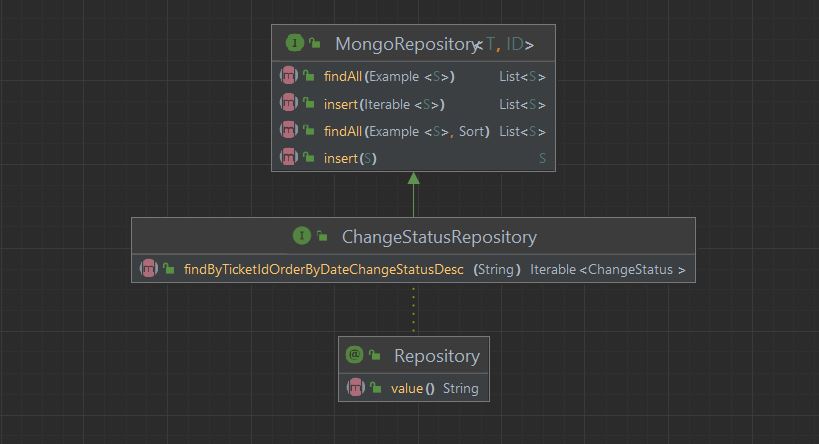 I MongoRepository<T, ID>
m findAll(Example <S>) List<S>
m insert(Iterable <S>) List<S>
m findAll(Example <S>, Sort) List<S>
m insert(S) S
I ChangeStatusRepository
m findByTicketIdOrderByDateChangeStatusDesc (String) Iterable <ChangeStatus >
@ Repository
m value() String